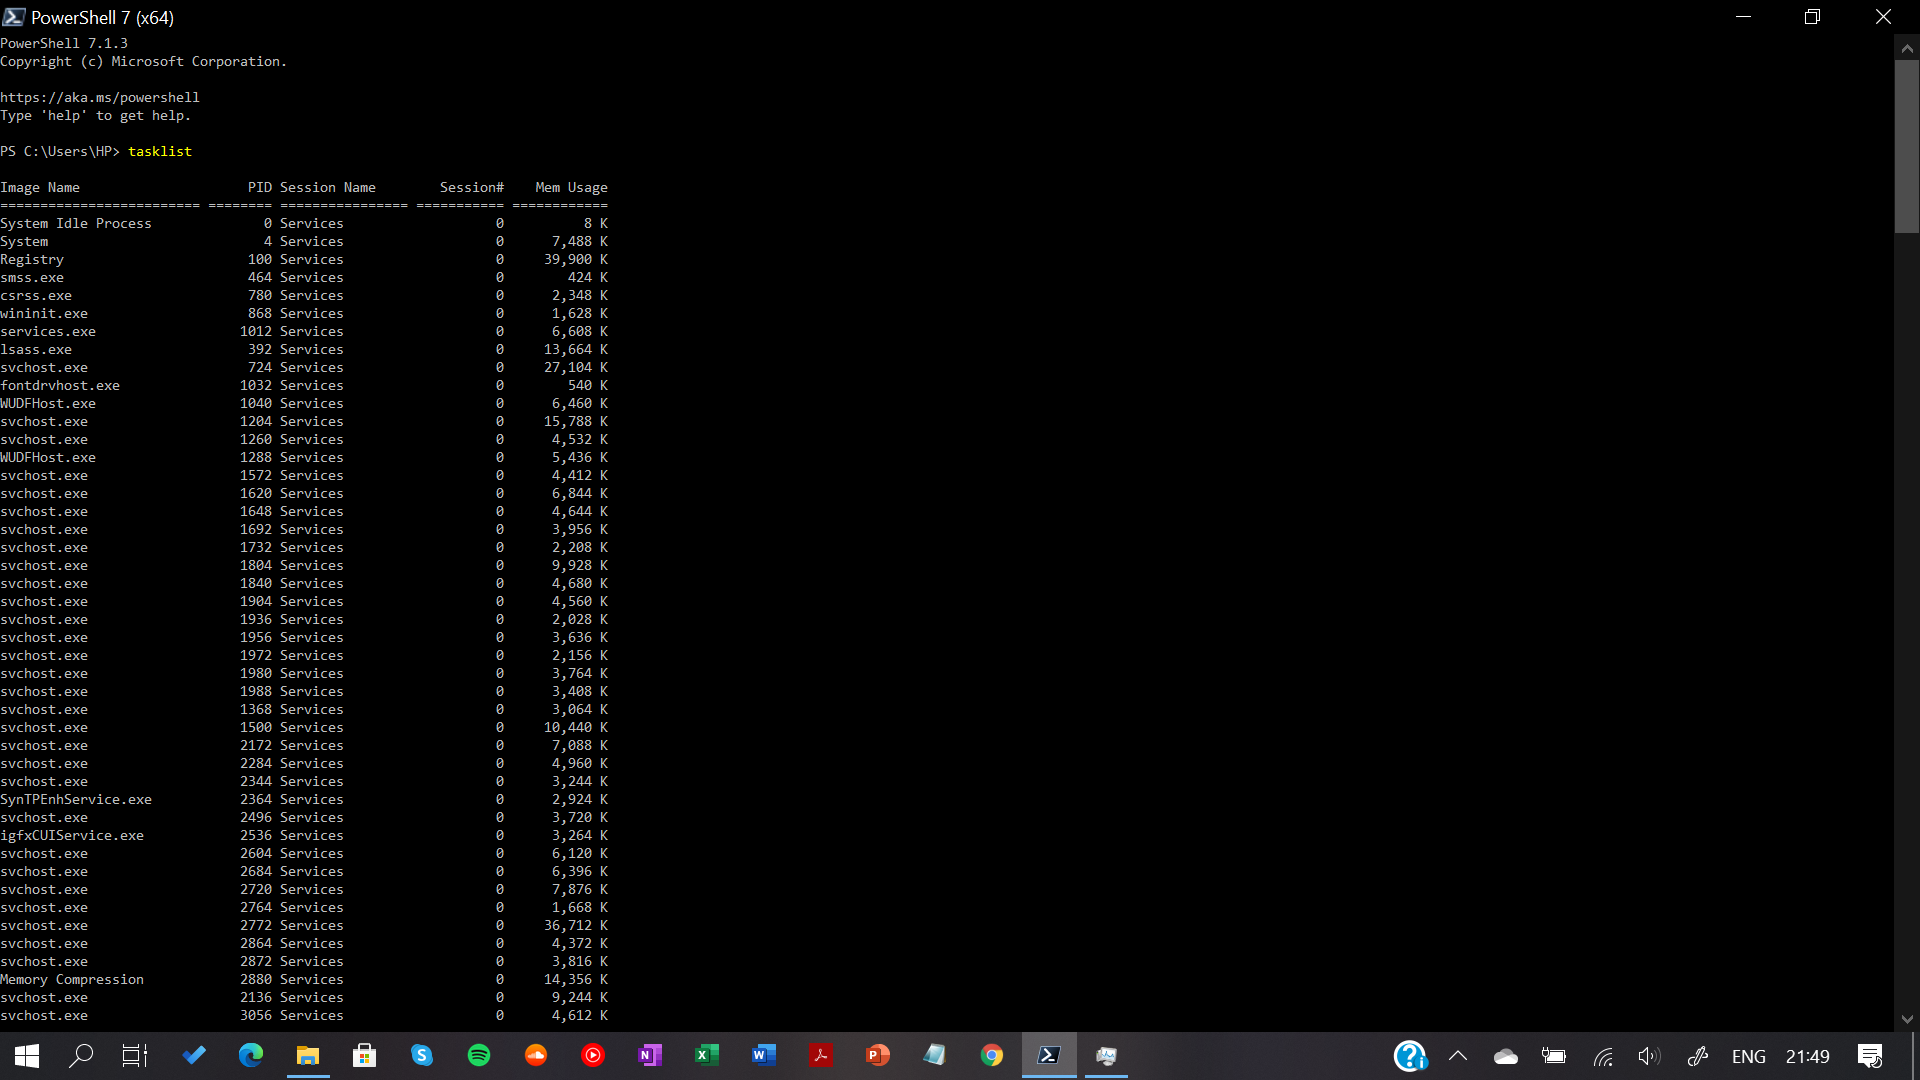 PowerShell 7 (x64)
PowerShell 7.1.3
Copyright (c) Microsoft Corporation.
https://aka.ms/powershell
Type 'help' to get help.
PS C:\Users\HP> tasklist
Image Name                     PID Session Name        Session#    Mem Usage
========================= ======== ================ =========== ============
System Idle Process              0 Services                   0          8 K
System                           4 Services                   0      7,488 K
Registry                       100 Services                   0     39,900 K
smss.exe                       464 Services                   0        424 K
csrss.exe                      780 Services                   0      2,348 K
wininit.exe                    868 Services                   0      1,628 K
services.exe                  1012 Services                   0      6,608 K
lsass.exe                      392 Services                   0     13,664 K
svchost.exe                    724 Services                   0     27,104 K
fontdrvhost.exe               1032 Services                   0        540 K
WUDFHost.exe                  1040 Services                   0      6,460 K
svchost.exe                   1204 Services                   0     15,788 K
svchost.exe                   1260 Services                   0      4,532 K
WUDFHost.exe                  1288 Services                   0      5,436 K
svchost.exe                   1572 Services                   0      4,412 K
svchost.exe                   1620 Services                   0      6,844 K
svchost.exe                   1648 Services                   0      4,644 K
svchost.exe                   1692 Services                   0      3,956 K
svchost.exe                   1732 Services                   0      2,208 K
svchost.exe                   1804 Services                   0      9,928 K
svchost.exe                   1840 Services                   0      4,680 K
svchost.exe                   1904 Services                   0      4,560 K
svchost.exe                   1936 Services                   0      2,028 K
svchost.exe                   1956 Services                   0      3,636 K
svchost.exe                   1972 Services                   0      2,156 K
svchost.exe                   1980 Services                   0      3,764 K
svchost.exe                   1988 Services                   0      3,408 K
svchost.exe                   1368 Services                   0      3,064 K
svchost.exe                   1500 Services                   0     10,440 K
svchost.exe                   2172 Services                   0      7,088 K
svchost.exe                   2284 Services                   0      4,960 K
svchost.exe                   2344 Services                   0      3,244 K
SynTPEnhService.exe           2364 Services                   0      2,924 K
svchost.exe                   2496 Services                   0      3,720 K
igfxCUIService.exe            2536 Services                   0      3,264 K
svchost.exe                   2604 Services                   0      6,120 K
svchost.exe                   2684 Services                   0      6,396 K
svchost.exe                   2720 Services                   0      7,876 K
svchost.exe                   2764 Services                   0      1,668 K
svchost.exe                   2772 Services                   0     36,712 K
svchost.exe                   2864 Services                   0      4,372 K
svchost.exe                   2872 Services                   0      3,816 K
Memory Compression            2880 Services                   0     14,356 K
svchost.exe                   2136 Services                   0      9,244 K
svchost.exe                   3056 Services                   0      4,612 K
ENG 21:49